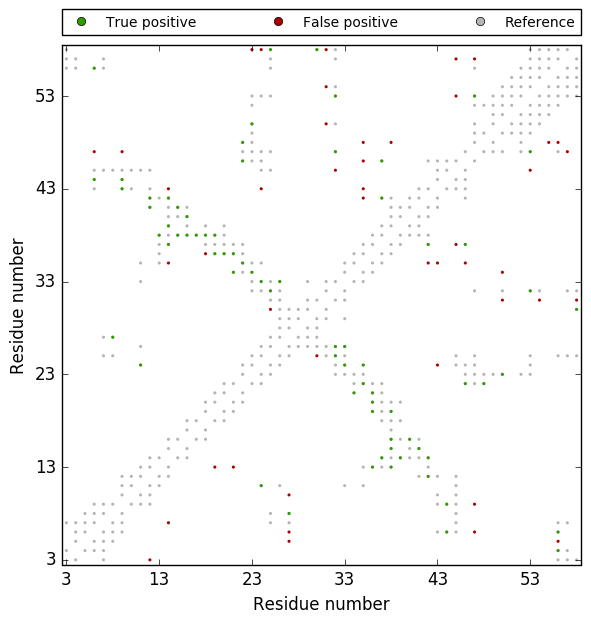 True positive False positive Reference
53
43
33
23
13
3
3 13 23 33 43 53
Residue number
Residue number